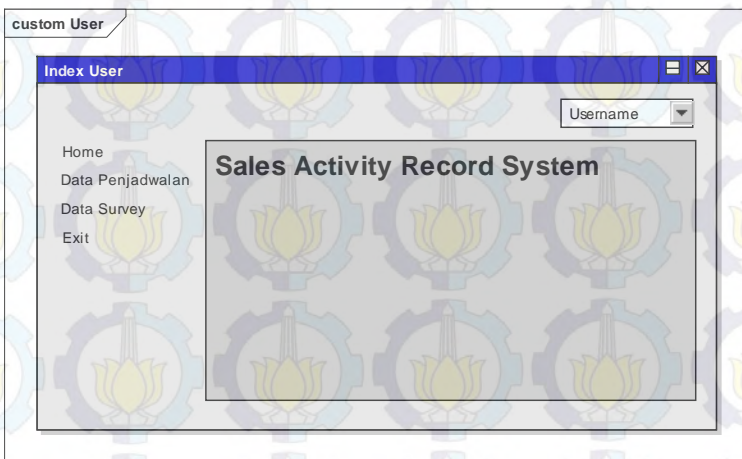 custom User
Index User
Username
Home
Data Penjadwalan
Data Survey
Exit
Sales Activity Record System